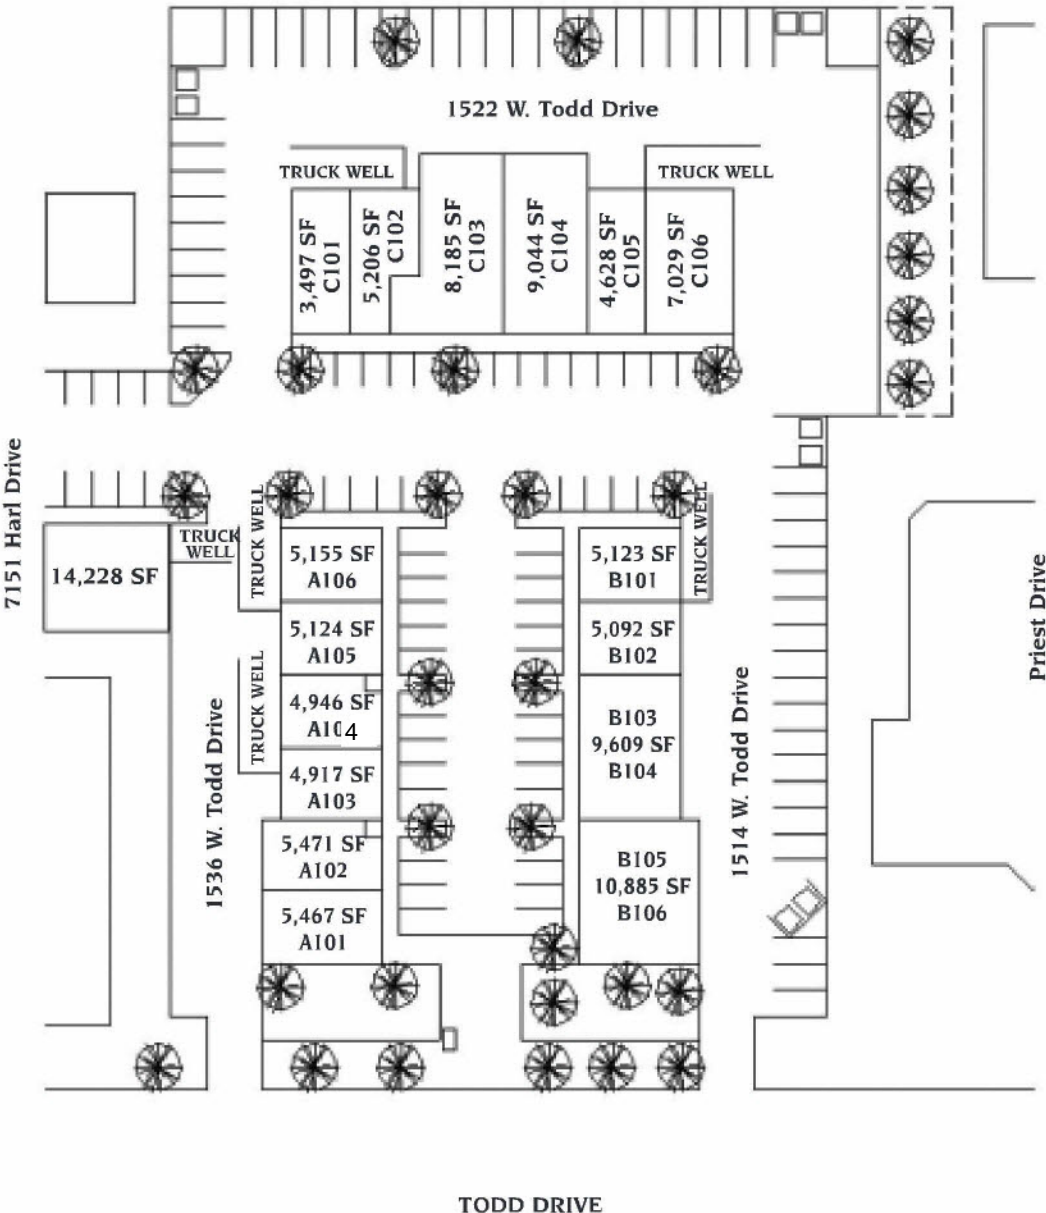 1522 W. Todd Drive
TRUCK WELL
TRUCK WELL
3,497 SF
C101
5,206 SF
C102
8,185 SF
C103
9,044 SF
C104
4,628 SF
C105
7,029 SF
C106
7151 Harl Drive
14,228 SF
TRUCK
WELL
TRUCK WELL
5,155 SF
A106
5,124 SF
A105
TRUCK WELL
4,946 SF
A104
4,917 SF
A103
5,471 SF
A102
5,467 SF
A101
1536 W. Todd Drive
5,123 SF
B101
TRUCK WELL
5,092 SF
B102
B103
9,609 SF
B104
B105
10,885 SF
B106
1514 W. Todd Drive
Priest Drive
TODD DRIVE